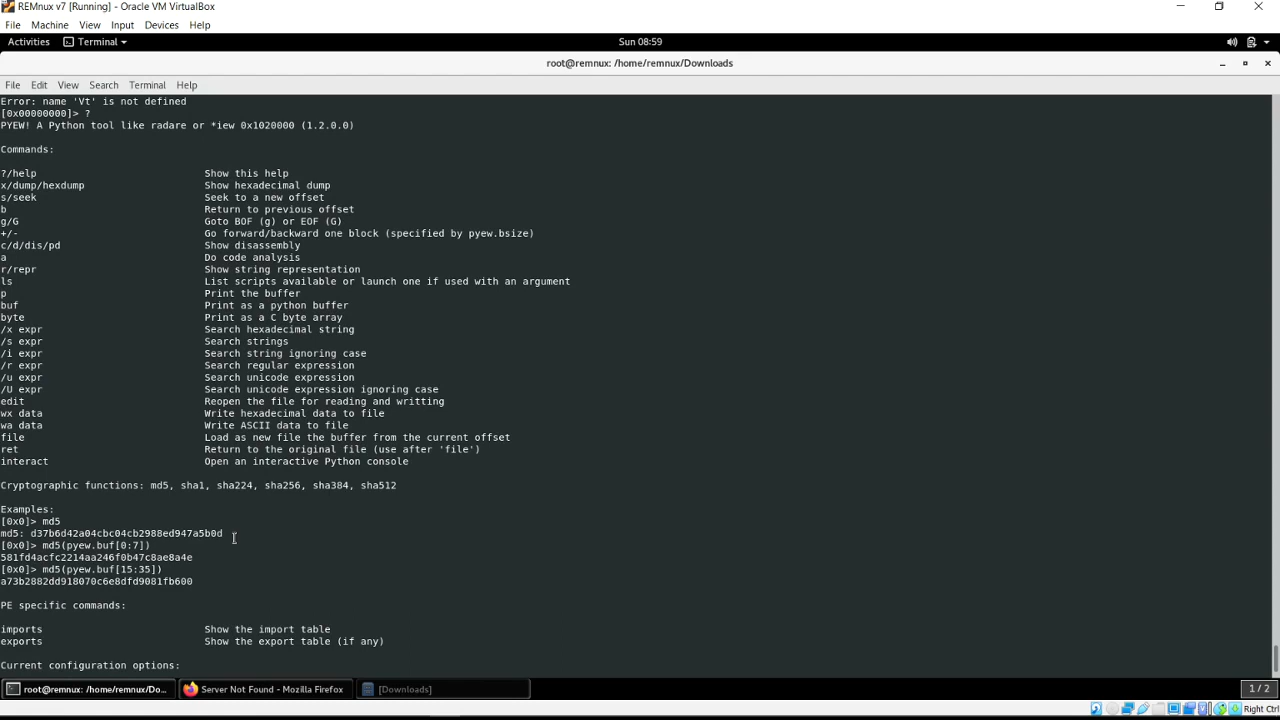 REMnux v7 [Running] - Oracle VM VirtualBox
File Machine View Input Devices Help
Activities Terminal Sun 08:59
root@remnux: /home/remnux/Downloads
File Edit View Search Terminal Help
Error: name 'Vt' is not defined
[0x00000000]> ?
PYEW! A Python tool like radare or *iew 0x1020000 (1.2.0.0)
Commands:
?/help Show this help
x/dump/hexdump Show hexadecimal dump
s/seek Seek to a new offset
b Return to previous offset
g/G Goto BOF (g) or EOF (G)
+/- Go forward/backward one block (specified by pyew.bsize)
c/d/dis/pd Show disassembly
a Do code analysis
r/repr Show string representation
ls List scripts available or launch one if used with an argument
p Print the buffer
buf Print as a python buffer
byte Print as a C byte array
/x expr Search hexadecimal string
/s expr Search strings
/i expr Search string ignoring case
/r expr Search regular expression
/u expr Search unicode expression
/U expr Search unicode expression ignoring case
edit Reopen the file for reading and writting
wx data Write hexadecimal data to file
wa data Write ASCII data to file
file Load as new file the buffer from the current offset
ret Return to the original file (use after 'file')
interact Open an interactive Python console
Cryptographic functions: md5, sha1, sha224, sha256, sha384, sha512
Examples:
[0x0]> md5
md5: d37b6d42a04cbc04cb2988ed947a5b0d
[0x0]> md5(pyew.buf[0:7])
581fd4acfc2214aa246f0b47c8ae8a4e
[0x0]> md5(pyew.buf[15:35])
a73b2882dd918070c6e8dfd9081fb600
PE specific commands:
imports Show the import table
exports Show the export table (if any)
Current configuration options:
root@remnux: /home/remnux/Do... Server Not Found - Mozilla Firefox [Downloads] 1 / 2
Right Ctrl